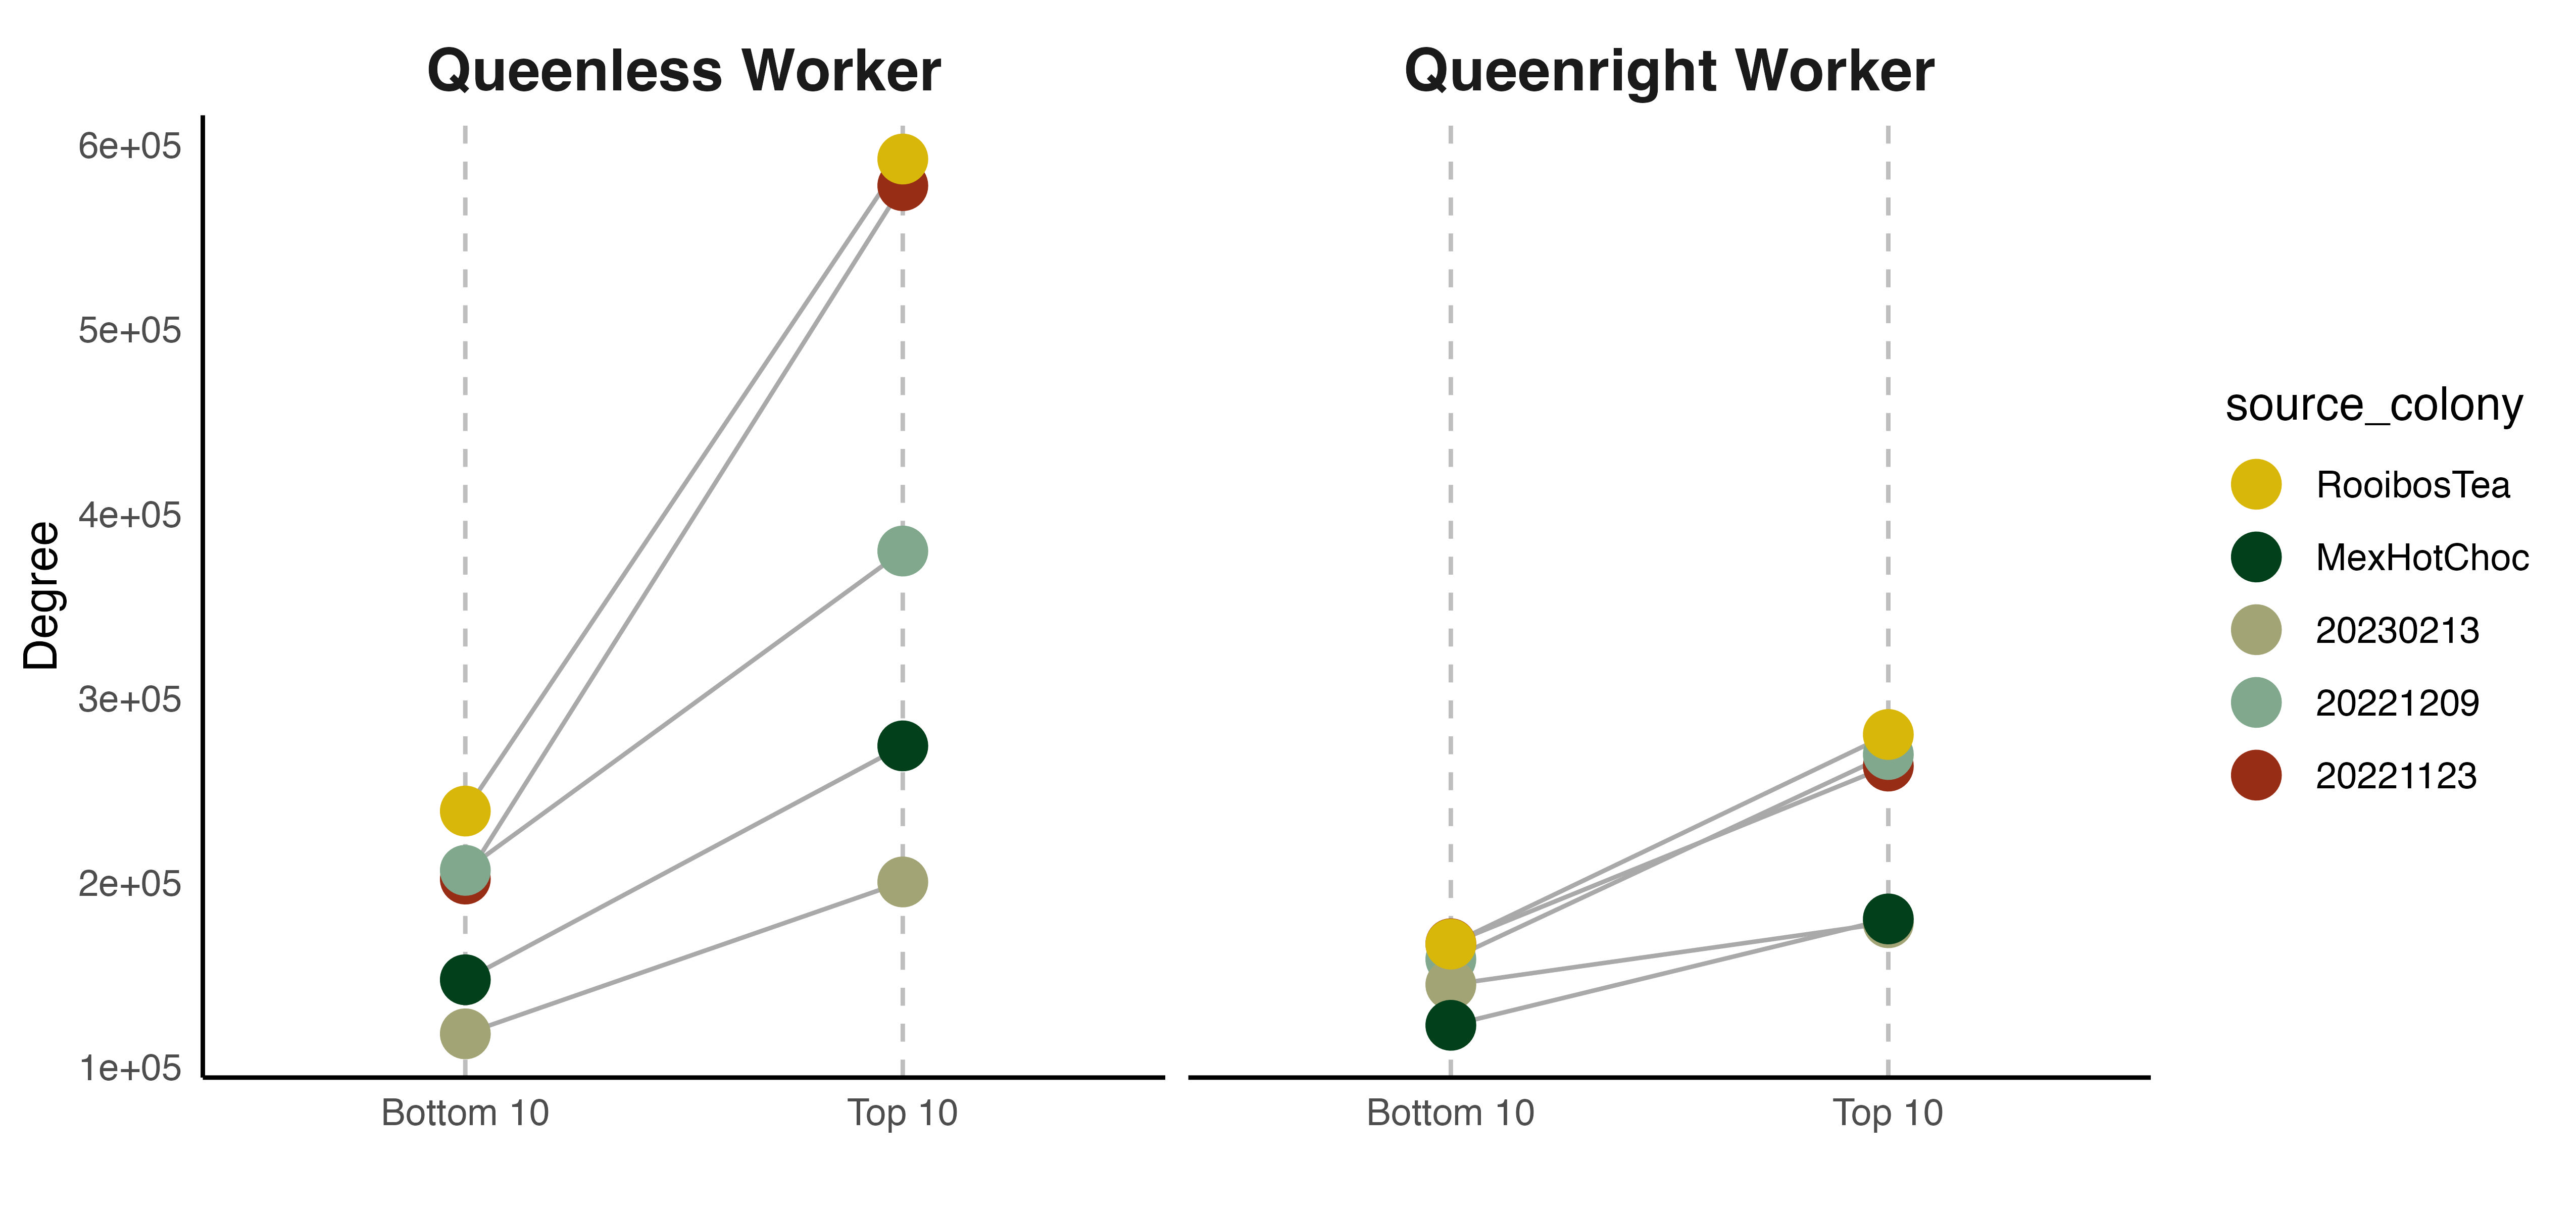 Queenless Worker
Queenright Worker
Degree
6e+05
5e+05
4e+05
3e+05
2e+05
1e+05
Bottom 10
Top 10
Bottom 10
Top 10
source_colony
RooibosTea
MexHotChoc
20230213
20221209
20221123